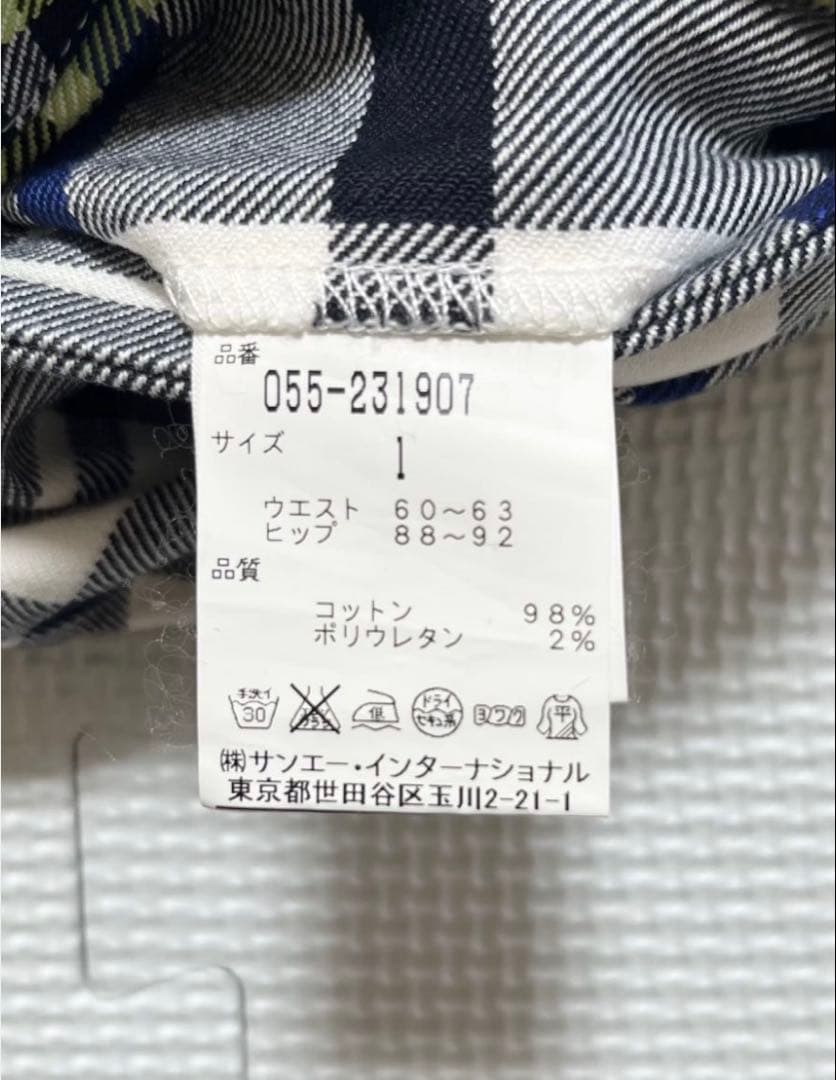 品番
055-231907
サイズ
1
ウエスト 60～63
ヒップ 88～92
品質
コットン 98%
ポリウレタン 2%
手洗イ 30 低 ドライ セキユ系 ヨワク 平
㈱サンエー・インターナショナル
東京都世田谷区玉川2-21-1